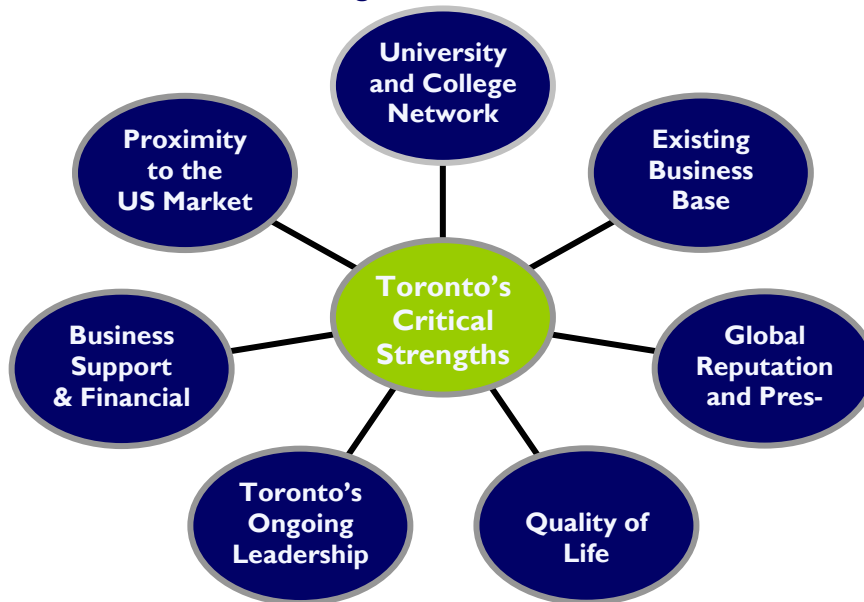 University
and College
Network
Existing
Business
Base
Global
Reputation
and Pres-
Quality of
Life
Toronto’s
Ongoing
Leadership
Business
Support
& Financial
Proximity
to the
US Market
Toronto’s
Critical
Strengths